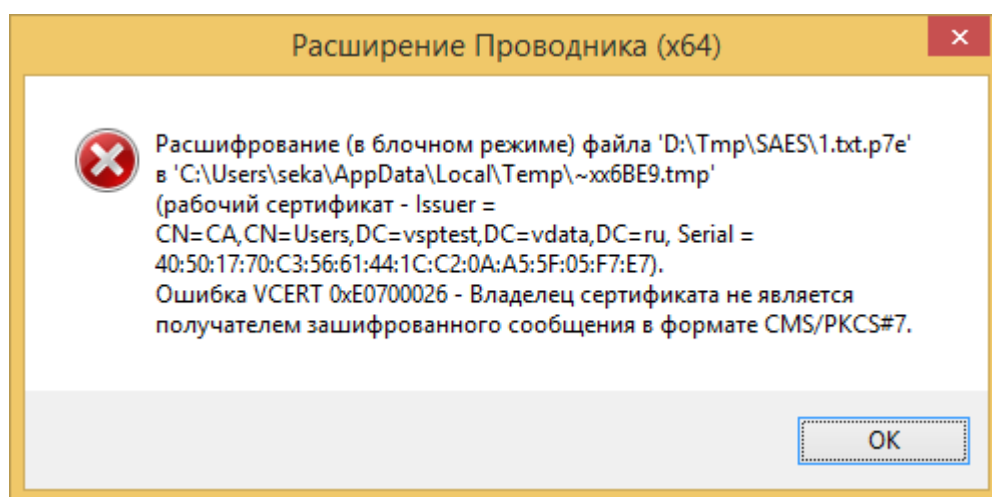 Расширение Проводника (x64)
Расшифрование (в блочном режиме) файла 'D:\Tmp\SAES\1.txt.p7e'
в 'C:\Users\seka\AppData\Local\Temp\~xx6BE9.tmp'
(рабочий сертификат - Issuer =
CN=CA,CN=Users,DC=vsptest,DC=vdata,DC=ru, Serial =
40:50:17:70:C3:56:61:44:1C:C2:0A:A5:5F:05:F7:E7).
Ошибка VCERT 0xE0700026 - Владелец сертификата не является
получателем зашифрованного сообщения в формате CMS/PKCS#7.
OK